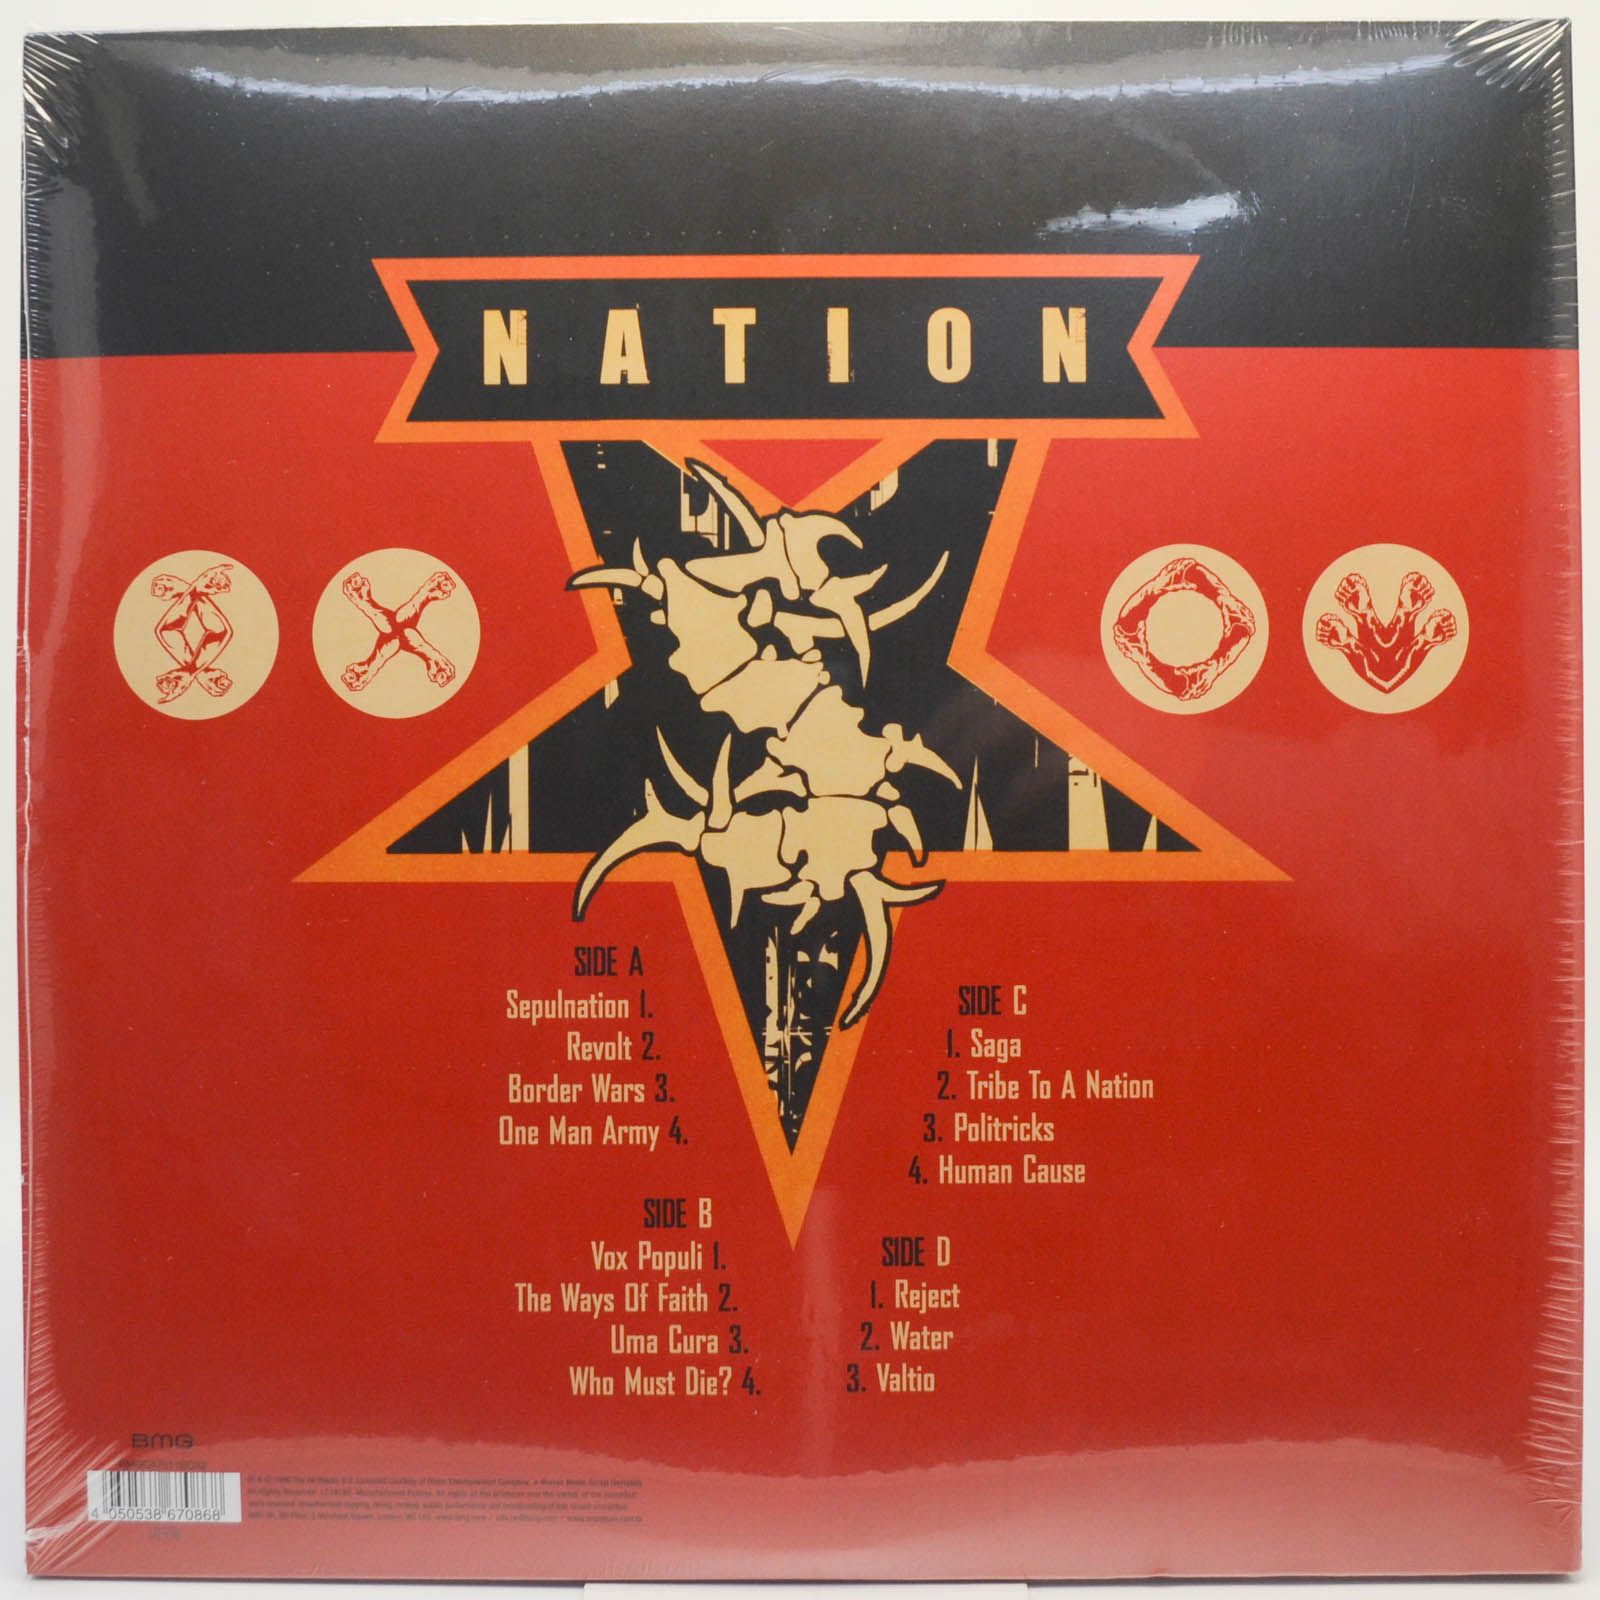 NATION
SIDE A
Sepulnation 1.
Revolt 2.
Border Wars 3.
One Man Army 4.
SIDE B
Vox Populi 1.
The Ways Of Faith 2.
Uma Cura 3.
Who Must Die? 4.
SIDE C
1. Saga
2. Tribe To A Nation
3. Politricks
4. Human Cause
SIDE D
1. Reject
2. Water
3. Valtio
BMG
4 050538 670868